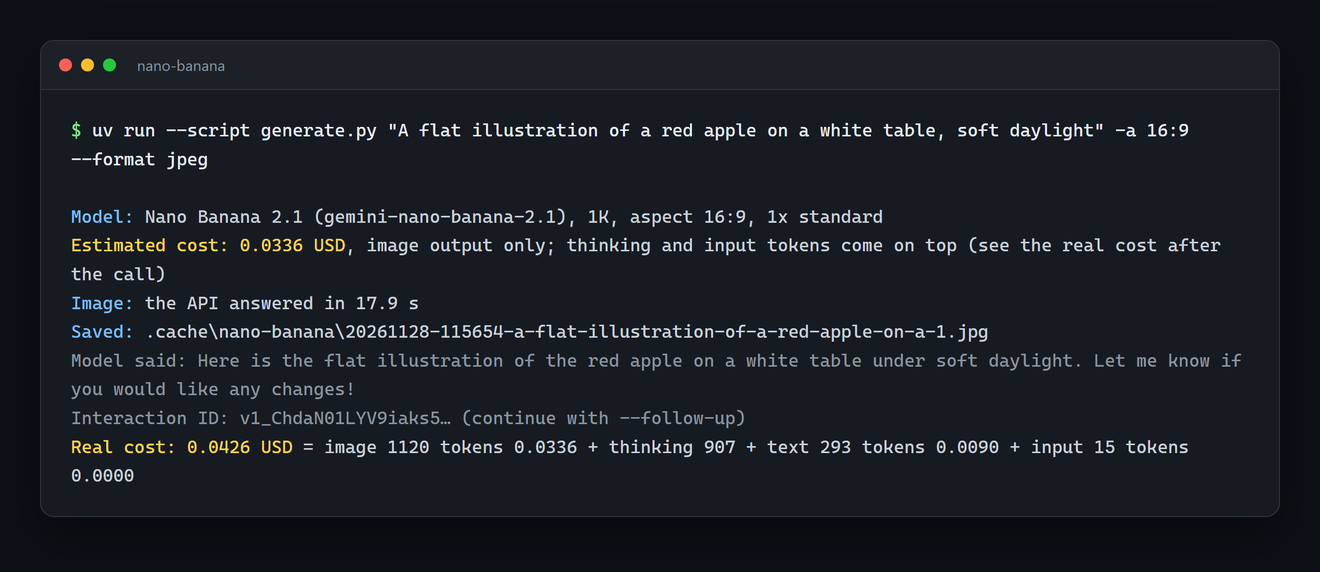 nano-banana
$ uv run --script generate.py "A flat illustration of a red apple on a white table, soft daylight" -a 16:9
--format jpeg
Model: Nano Banana 2.1 (gemini-nano-banana-2.1), 1K, aspect 16:9, 1x standard
Estimated cost: 0.0336 USD, image output only; thinking and input tokens come on top (see the real cost after
the call)
Image: the API answered in 17.9 s
Saved: .cache\nano-banana\20261128-115654-a-flat-illustration-of-a-red-apple-on-a-1.jpg
Model said: Here is the flat illustration of the red apple on a white table under soft daylight. Let me know if
you would like any changes!
Interaction ID: v1_ChdaN01LYV9iaks5… (continue with --follow-up)
Real cost: 0.0426 USD = image 1120 tokens 0.0336 + thinking 907 + text 293 tokens 0.0090 + input 15 tokens
0.0000